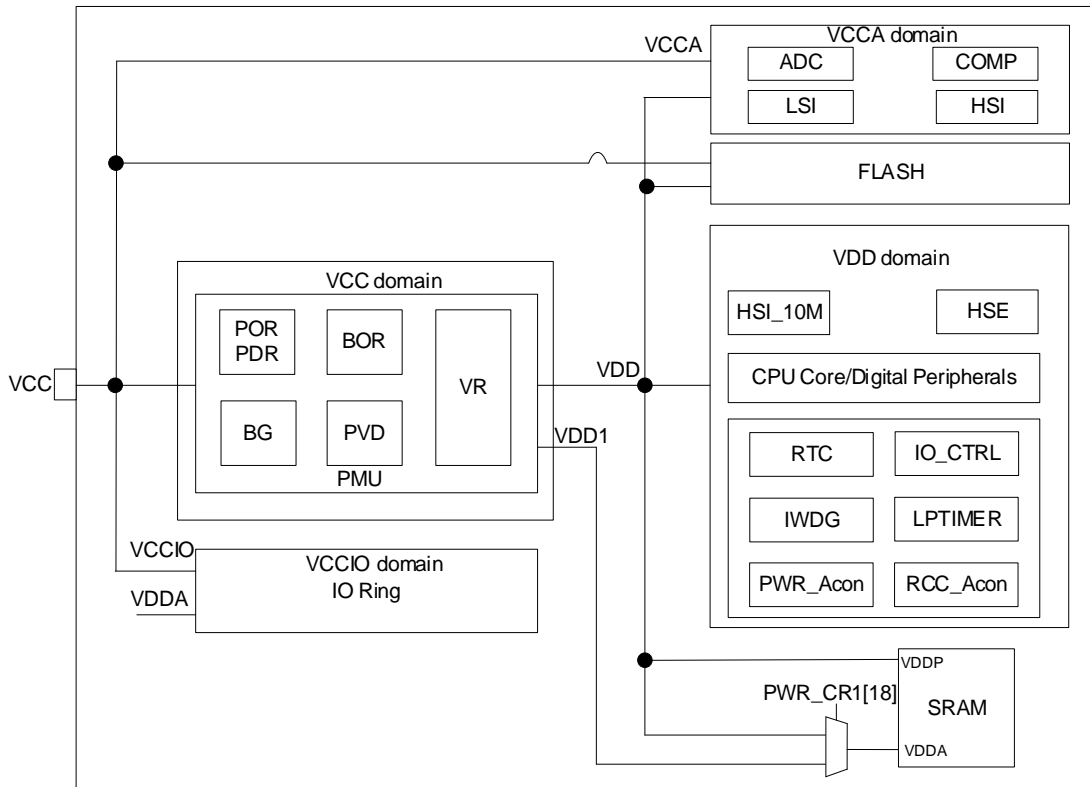 VCCA
VCCA domain
ADC
COMP
LSI
HSI
FLASH
VCC domain
POR
PDR
BOR
VR
BG
PVD
PMU
VCC
VDD
VDD1
VDD domain
HSI_10M
HSE
CPU Core/Digital Peripherals
RTC
IO_CTRL
IWDG
LPTIMER
PWR_Acon
RCC_Acon
VCCIO
VDDA
VCCIO domain
IO Ring
PWR_CR1[18]
VDDP
SRAM
VDDA